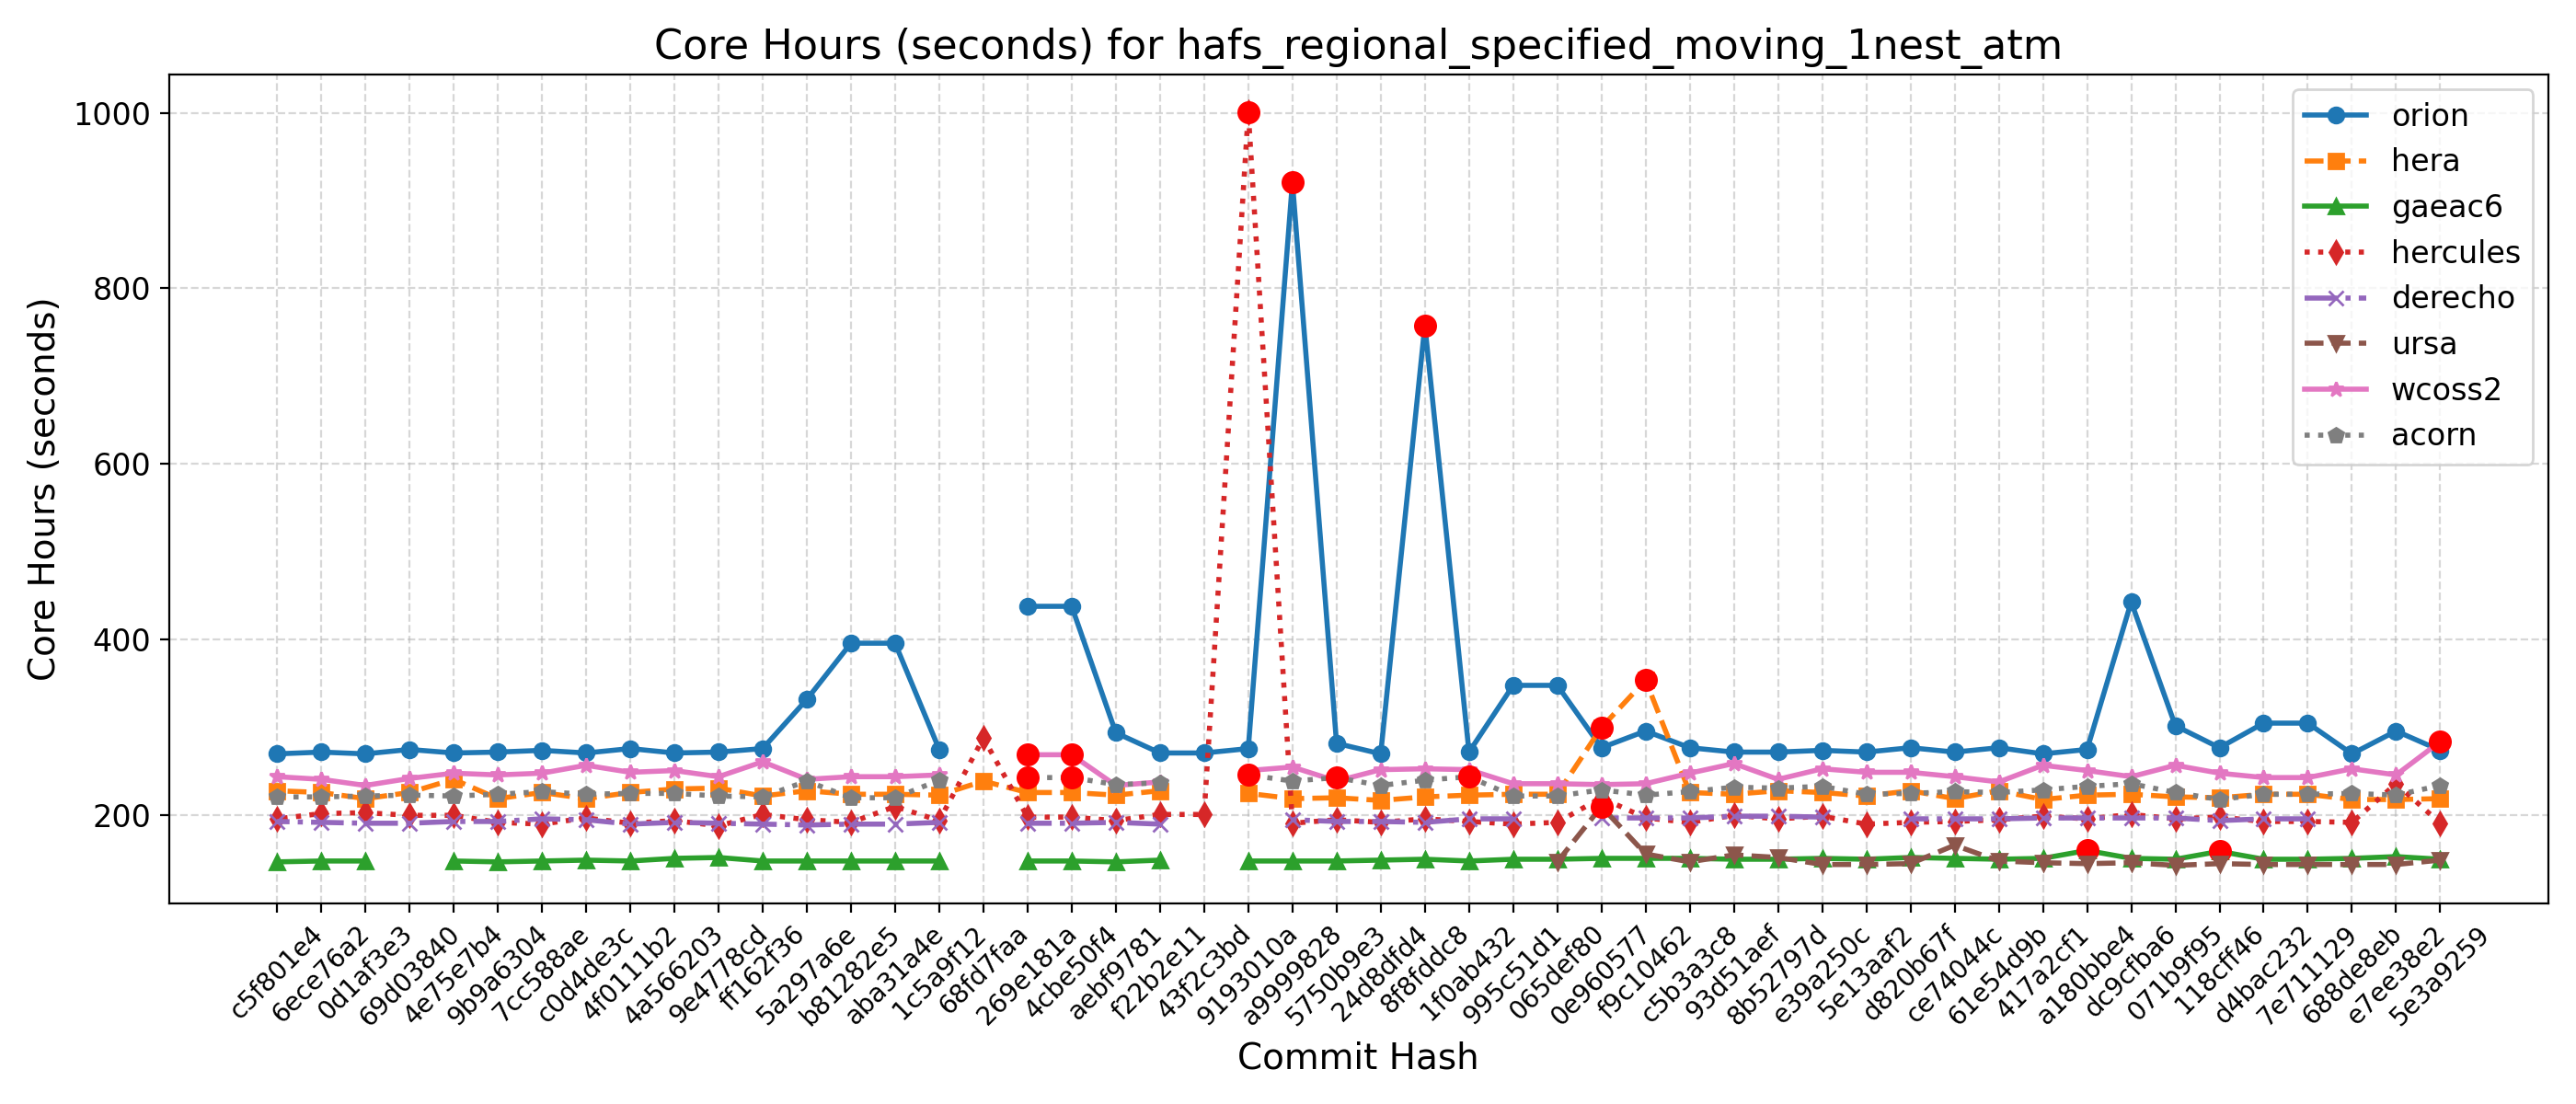 Core Hours (seconds) for hafs_regional_specified_moving_1nest_atm
Core Hours (seconds)
1000
800
600
400
200
orion
hera
gaeac6
hercules
derecho
ursa
wcoss2
acorn
c5f801e4
6ece76a2
0d1af3e3
69d03840
4e75e7b4
9b9a6304
7cc588ae
c0d4de3c
4f0111b2
4a566203
9e4778cd
ff162f36
5a297a6e
b81282e5
aba31a4e
1c5a9f12
68fd7faa
269e181a
4cbe50f4
aebf9781
f22b2e11
43f2c3bd
9193010a
a9999828
5750b9e3
24d8dfd4
8f8fddc8
1f0ab432
995c51d1
065def80
0e960577
f9c10462
c5b3a3c8
93d51aef
8b52797d
e39a250c
5e13aaf2
d820b67f
ce74044c
61e54d9b
417a2cf1
a180bbe4
dc9cfba6
071b9f95
118cff46
d4bac232
7e711129
688de8eb
e7ee38e2
5e3a9259
Commit Hash